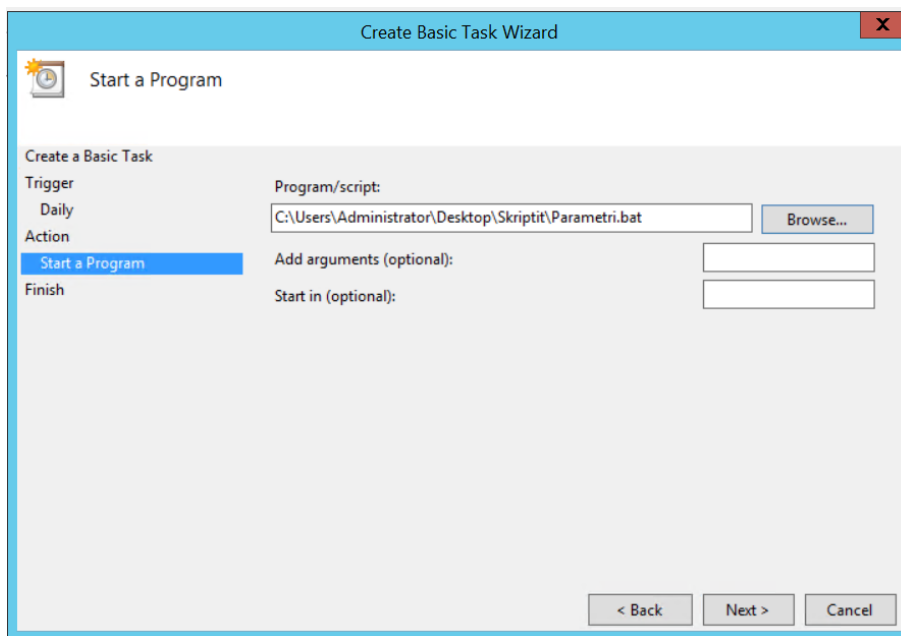 Create Basic Task Wizard
X
Start a Program
Create a Basic Task
Trigger
Daily
Action
Start a Program
Finish
Program/script:
C:\Users\Administrator\Desktop\Skriptit\Parametri.bat Browse...
Add arguments (optional):
Start in (optional):
< Back Next > Cancel